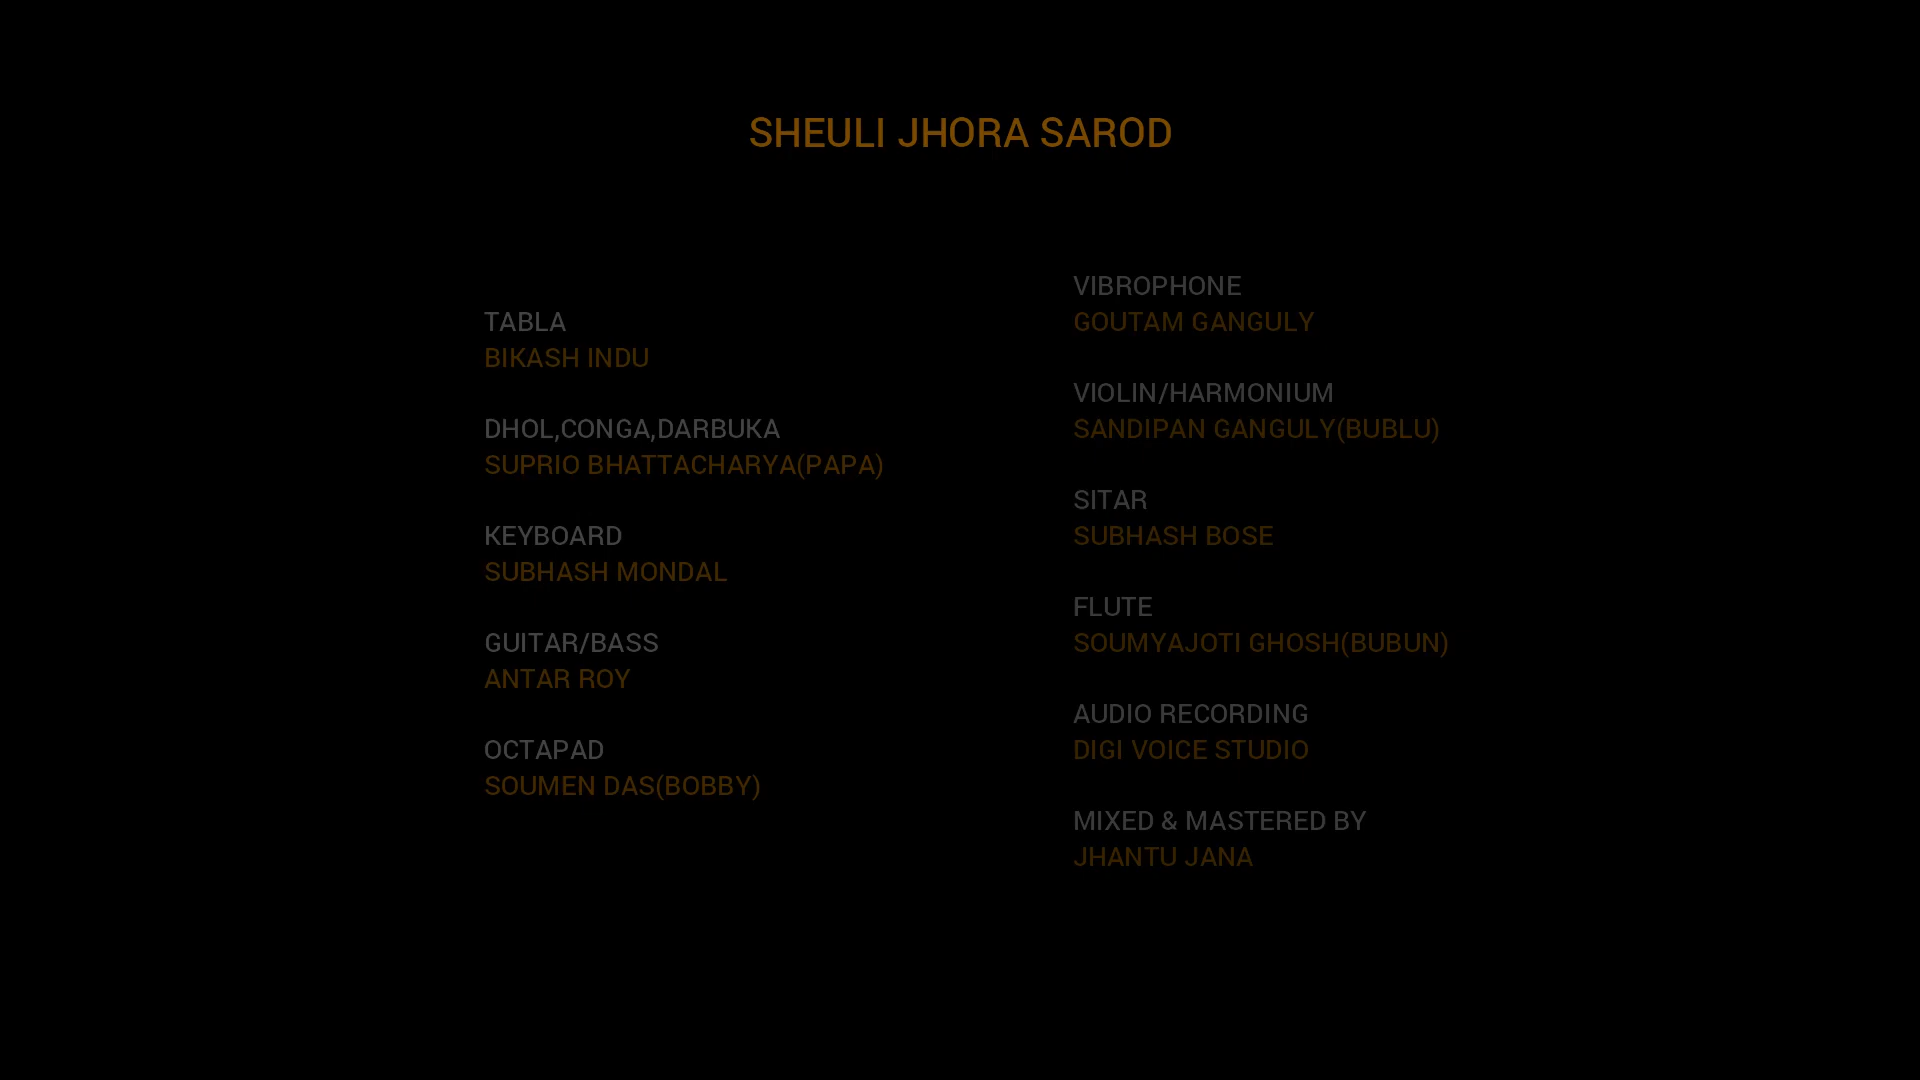 SHEULI JHORA SAROD
TABLA
BIKASH INDU
DHOL,CONGA,DARBUKA
SUPRIO BHATTACHARYA(PAPA)
KEYBOARD
SUBHASH MONDAL
GUITAR/BASS
ANTAR ROY
OCTAPAD
SOUMEN DAS(BOBBY)
VIBROPHONE
GOUTAM GANGULY
VIOLIN/HARMONIUM
SANDIPAN GANGULY(BUBLU)
SITAR
SUBHASH BOSE
FLUTE
SOUMYAJOTI GHOSH(BUBUN)
AUDIO RECORDING
DIGI VOICE STUDIO
MIXED & MASTERED BY
JHANTU JANA